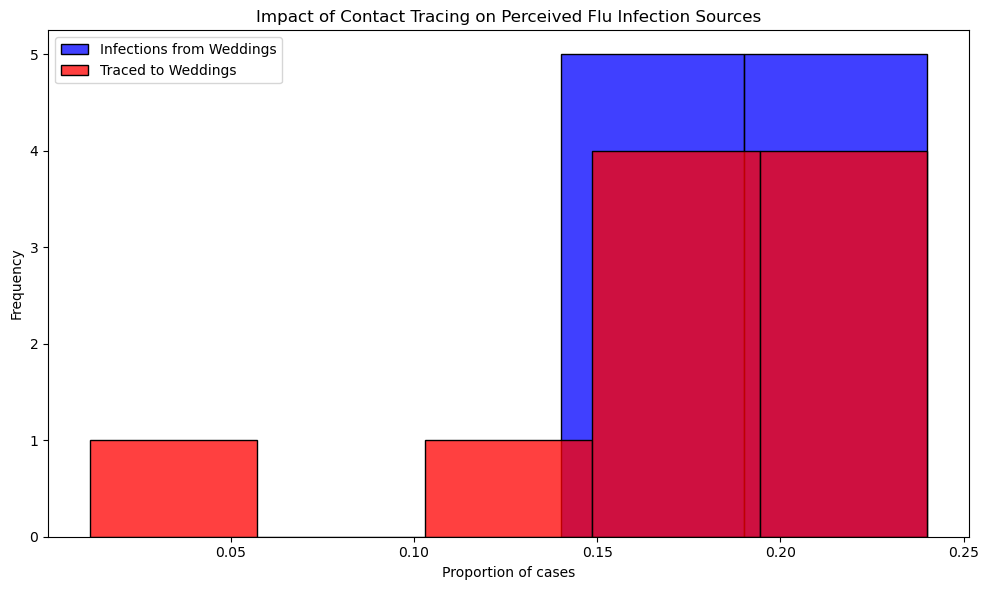 Impact of Contact Tracing on Perceived Flu Infection Sources
Infections from Weddings
Traced to Weddings
Frequency
5
4
3
2
1
0
0.05
0.10
0.15
0.20
0.25
Proportion of cases